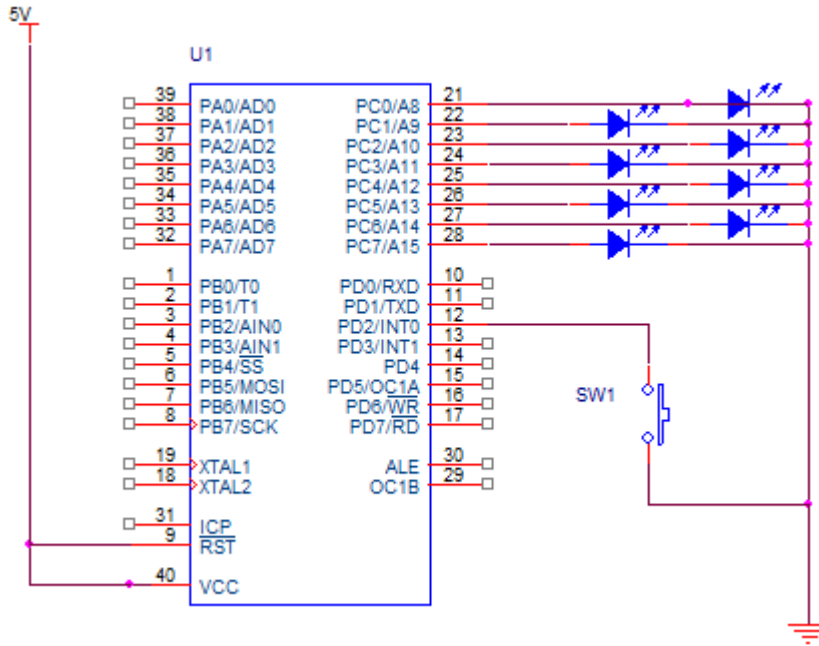 5V
U1
39 PA0/AD0 PC0/A8 21
38 PA1/AD1 PC1/A9 22
37 PA2/AD2 PC2/A10 23
36 PA3/AD3 PC3/A11 24
35 PA4/AD4 PC4/A12 25
34 PA5/AD5 PC5/A13 26
33 PA6/AD6 PC6/A14 27
32 PA7/AD7 PC7/A15 28
1 PB0/T0 PD0/RXD 10
2 PB1/T1 PD1/TXD 11
3 PB2/AIN0 PD2/INT0 12
4 PB3/AIN1 PD3/INT1 13
5 PB4/SS PD4 14
6 PB5/MOSI PD5/OC1A 15
7 PB6/MISO PD6/WR 16
8 PB7/SCK PD7/RD 17
SW1
19 XTAL1 ALE 30
18 XTAL2 OC1B 29
31 ICP
9 RST
40 VCC